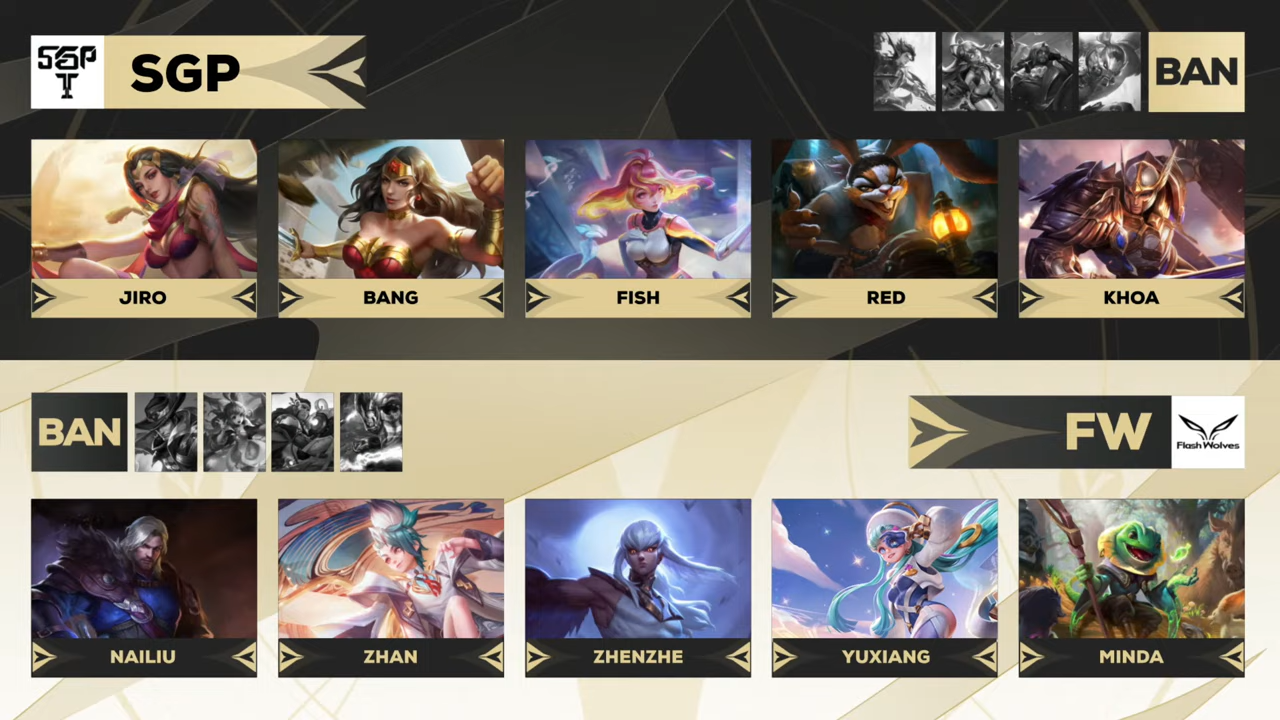 SGP
T
SGP
BAN
JIRO
BANG
FISH
RED
KHOA
BAN
FW
Flash Wolves
NAILIU
ZHAN
ZHENZHE
YUXIANG
MINDA